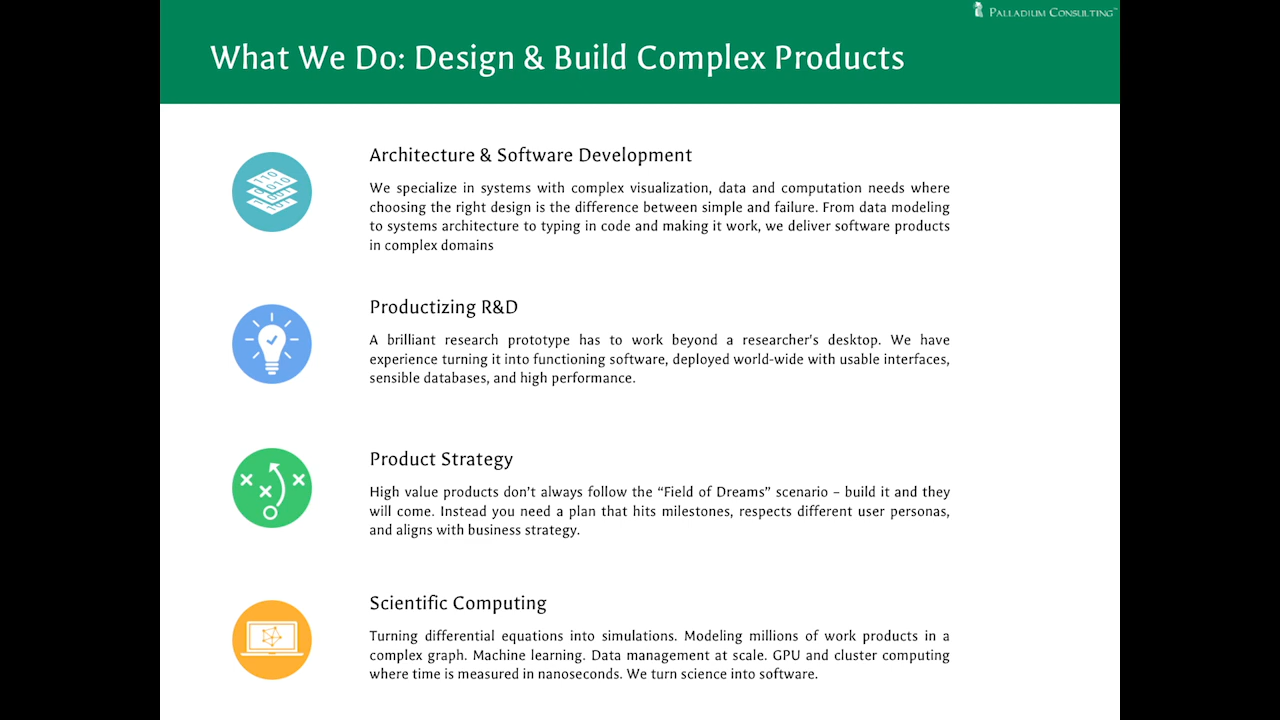 PALLADIUM CONSULTING™
What We Do: Design & Build Complex Products
Architecture & Software Development
We specialize in systems with complex visualization, data and computation needs where
choosing the right design is the difference between simple and failure. From data modeling
to systems architecture to typing in code and making it work, we deliver software products
in complex domains
Productizing R&D
A brilliant research prototype has to work beyond a researcher's desktop. We have
experience turning it into functioning software, deployed world-wide with usable interfaces,
sensible databases, and high performance.
Product Strategy
High value products don’t always follow the “Field of Dreams” scenario – build it and they
will come. Instead you need a plan that hits milestones, respects different user personas,
and aligns with business strategy.
Scientific Computing
Turning differential equations into simulations. Modeling millions of work products in a
complex graph. Machine learning. Data management at scale. GPU and cluster computing
where time is measured in nanoseconds. We turn science into software.